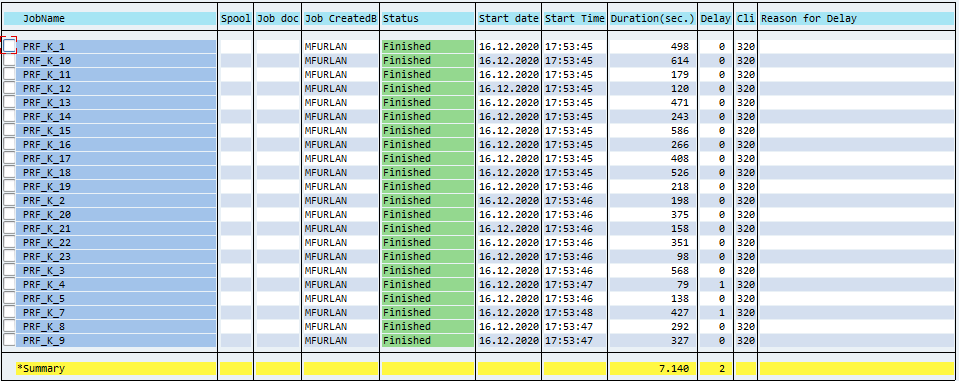 JobName Spool Job doc Job CreatedB Status Start date Start Time Duration(sec.) Delay Cli Reason for Delay
PRF_K_1 MFURLAN Finished 16.12.2020 17:53:45 498 0 320
PRF_K_10 MFURLAN Finished 16.12.2020 17:53:45 614 0 320
PRF_K_11 MFURLAN Finished 16.12.2020 17:53:45 179 0 320
PRF_K_12 MFURLAN Finished 16.12.2020 17:53:45 120 0 320
PRF_K_13 MFURLAN Finished 16.12.2020 17:53:45 471 0 320
PRF_K_14 MFURLAN Finished 16.12.2020 17:53:45 243 0 320
PRF_K_15 MFURLAN Finished 16.12.2020 17:53:45 586 0 320
PRF_K_16 MFURLAN Finished 16.12.2020 17:53:45 266 0 320
PRF_K_17 MFURLAN Finished 16.12.2020 17:53:45 408 0 320
PRF_K_18 MFURLAN Finished 16.12.2020 17:53:45 526 0 320
PRF_K_19 MFURLAN Finished 16.12.2020 17:53:46 218 0 320
PRF_K_2 MFURLAN Finished 16.12.2020 17:53:46 198 0 320
PRF_K_20 MFURLAN Finished 16.12.2020 17:53:46 375 0 320
PRF_K_21 MFURLAN Finished 16.12.2020 17:53:46 158 0 320
PRF_K_22 MFURLAN Finished 16.12.2020 17:53:46 351 0 320
PRF_K_23 MFURLAN Finished 16.12.2020 17:53:46 98 0 320
PRF_K_3 MFURLAN Finished 16.12.2020 17:53:46 568 0 320
PRF_K_4 MFURLAN Finished 16.12.2020 17:53:47 79 1 320
PRF_K_5 MFURLAN Finished 16.12.2020 17:53:46 138 0 320
PRF_K_7 MFURLAN Finished 16.12.2020 17:53:48 427 1 320
PRF_K_8 MFURLAN Finished 16.12.2020 17:53:47 292 0 320
PRF_K_9 MFURLAN Finished 16.12.2020 17:53:47 327 0 320
*Summary 7.140 2